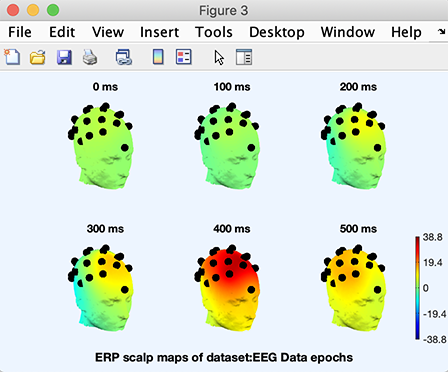 Figure 3
File Edit View Insert Tools Desktop Window Help
0 ms 100 ms 200 ms
300 ms 400 ms 500 ms
38.8
19.4
0
-19.4
-38.8
ERP scalp maps of dataset:EEG Data epochs